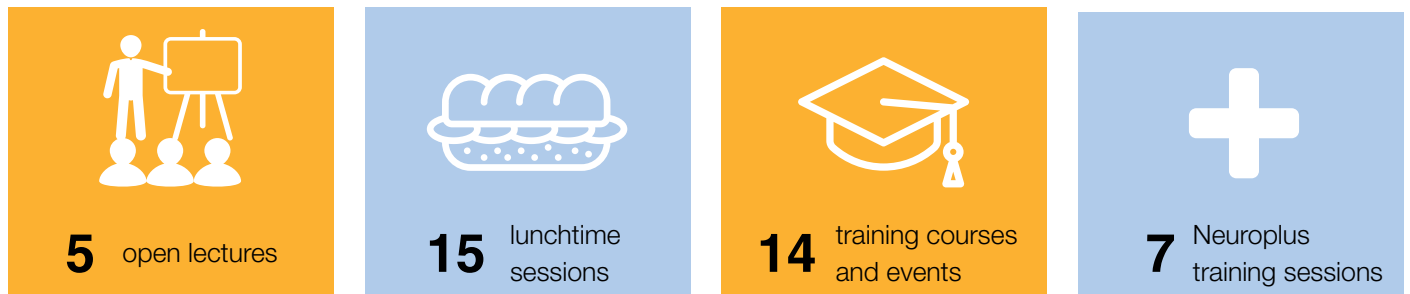 5 open lectures
15 lunchtime
sessions
14 training courses
and events
7 Neuroplus
training sessions